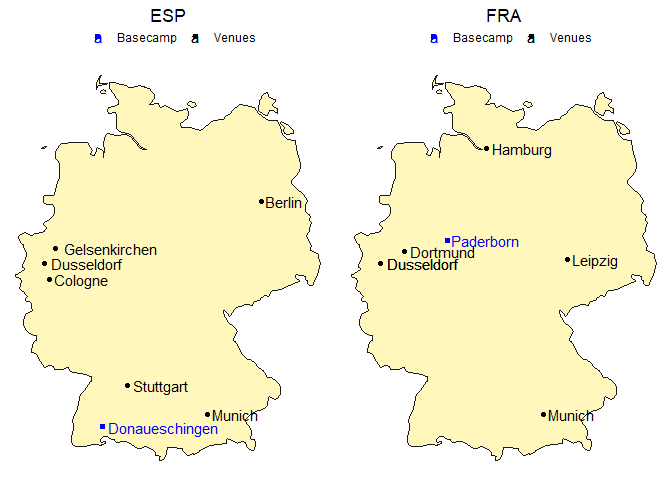 ESP
a Basecamp a Venues
Berlin
Gelsenkirchen
Dusseldorf
Cologne
Stuttgart
Munich
Donaueschingen
FRA
a Basecamp a Venues
Hamburg
Paderborn
Dortmund
Dusseldorf
Leipzig
Munich